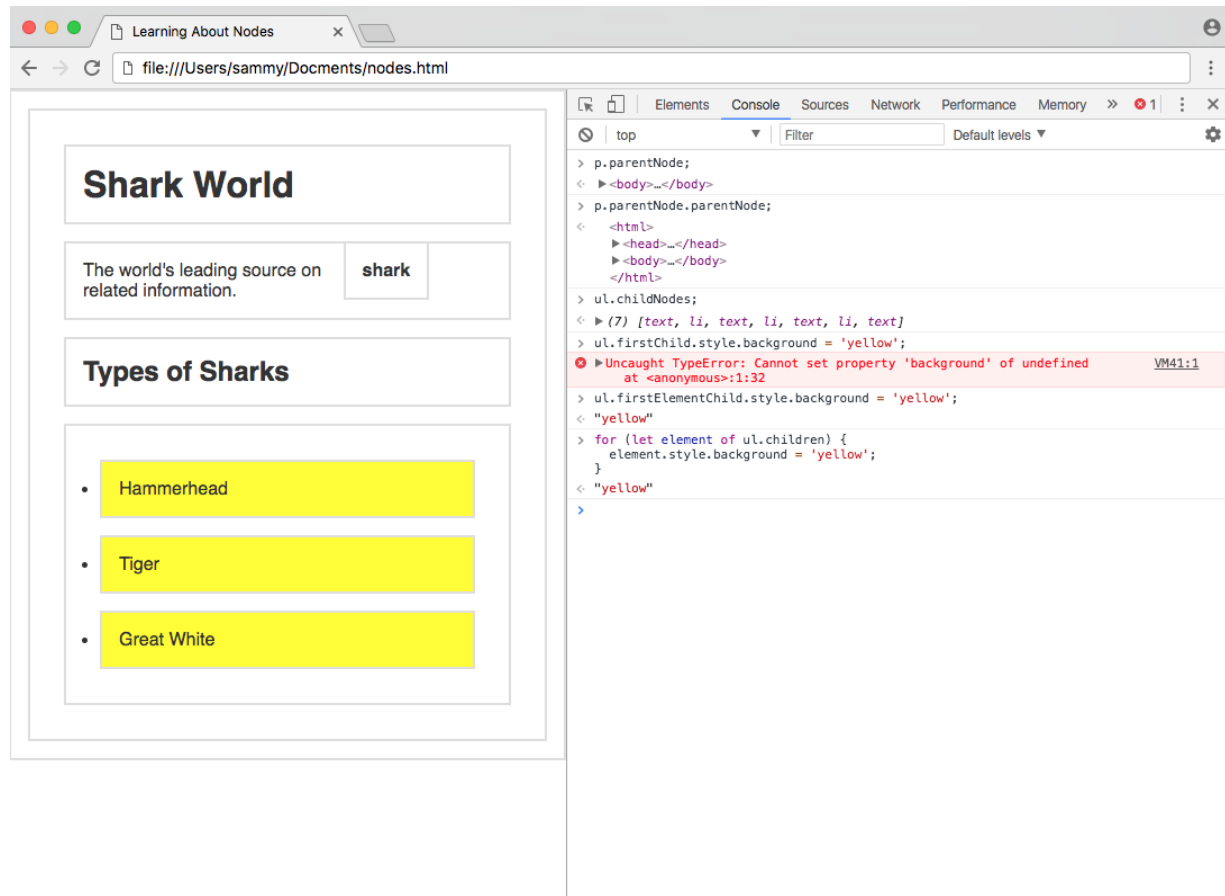 Learning About Nodes
file:///Users/sammy/Docments/nodes.html
Shark World
The world's leading source on shark
related information.
Types of Sharks
• Hammerhead
• Tiger
• Great White
Elements Console Sources Network Performance Memory » 1
top Filter Default levels
> p.parentNode;
<body>…</body>
> p.parentNode.parentNode;
<html>
<head>…</head>
<body>…</body>
</html>
> ul.childNodes;
(7) [text, li, text, li, text, li, text]
> ul.firstChild.style.background = 'yellow';
Uncaught TypeError: Cannot set property 'background' of undefined VM41:1
at <anonymous>:1:32
> ul.firstElementChild.style.background = 'yellow';
"yellow"
> for (let element of ul.children) {
element.style.background = 'yellow';
}
"yellow"
>